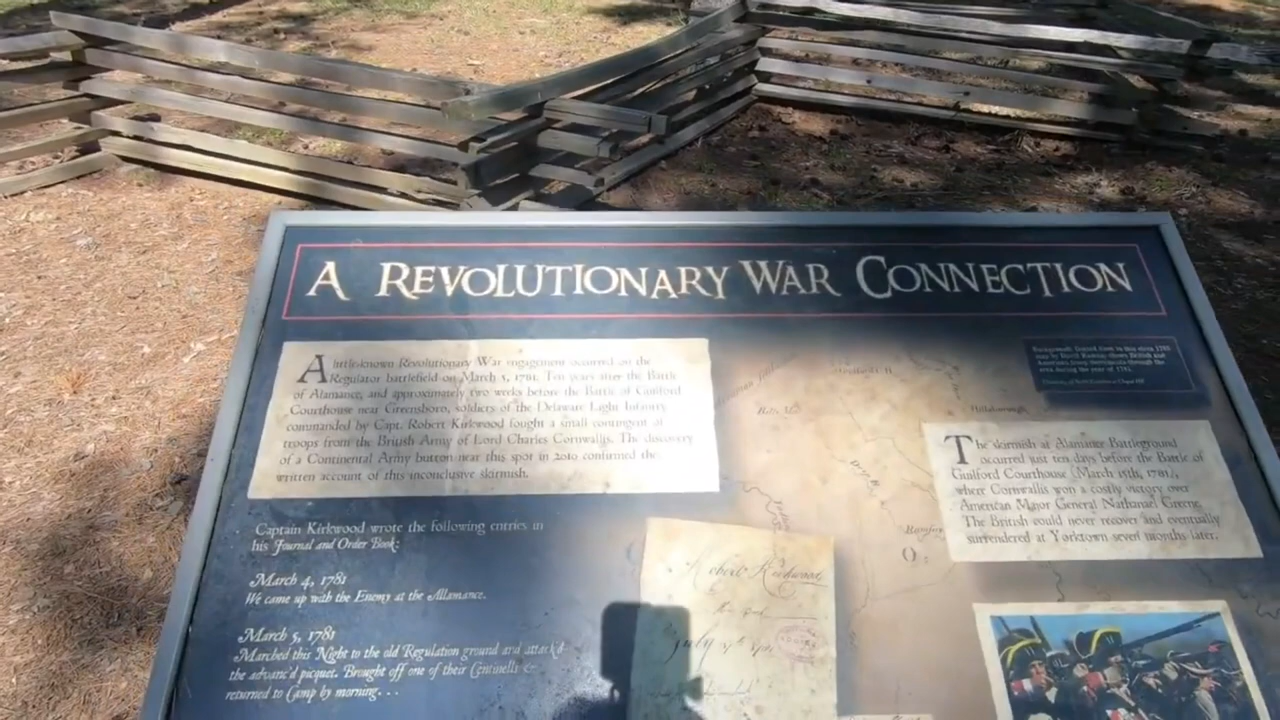 A REVOLUTIONARY WAR CONNECTION
A little-known Revolutionary War engagement occurred on the
Regulator battlefield on March 5, 1781. Ten years after the Battle
of Alamance, and approximately two weeks before the Battle of Guilford
Courthouse near Greensboro, soldiers of the Delaware Light Infantry
commanded by Capt. Robert Kirkwood fought a small contingent of
troops from the British Army of Lord Charles Cornwallis. The discovery
of a Continental Army button near this spot in 2010 confirmed the
written account of this inconclusive skirmish.
Captain Kirkwood wrote the following entries in
his Journal and Order Book:
March 4, 1781
We came up with the Enemy at the Allamance.
March 5, 1781
Marched this Night to the old Regulation ground and attack'd
the advanc'd picquet. Brought off one of their Centinells &
returned to Camp by morning. . .
Robert Kirkwood
July
Hillsborough
The skirmish at Alamance Battleground
occurred just ten days before the Battle of
Guilford Courthouse (March 15th, 1781),
where Cornwallis won a costly victory over
American Major General Nathaniel Greene.
The British could never recover and eventually
surrendered at Yorktown seven months later.